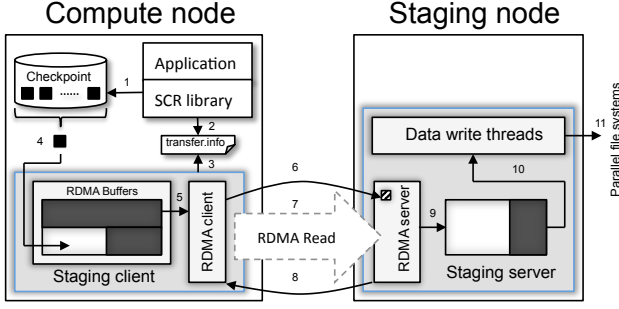 Compute node
Staging node
Checkpoint
......
Application
SCR library
1
2
transfer.info
3
4
RDMA Buffers
5
RDMA client
Staging client
6
7
RDMA Read
8
RDMA server
9
10
Data write threads
Staging server
11
Parallel file systems